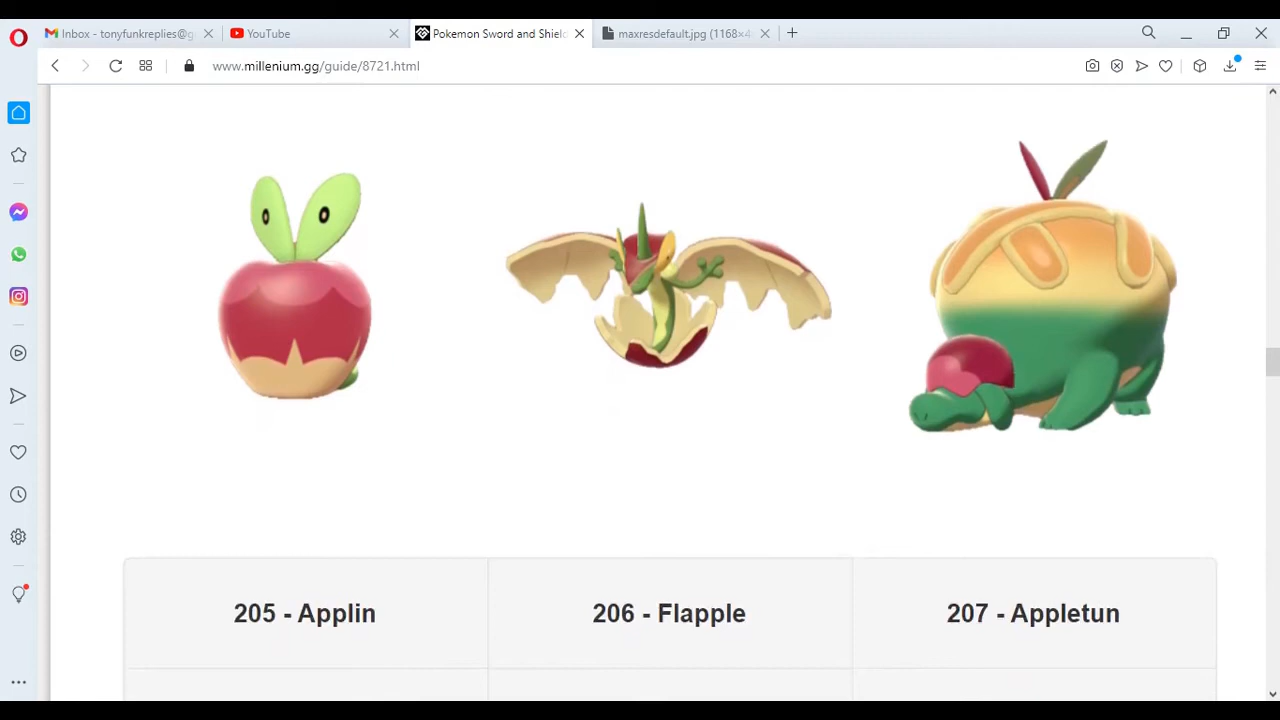 Inbox - tonyfunkreplies@g
YouTube
Pokemon Sword and Shield
maxresdefault.jpg (1168×4
www.millenium.gg/guide/8721.html
205 - Applin
206 - Flapple
207 - Appletun